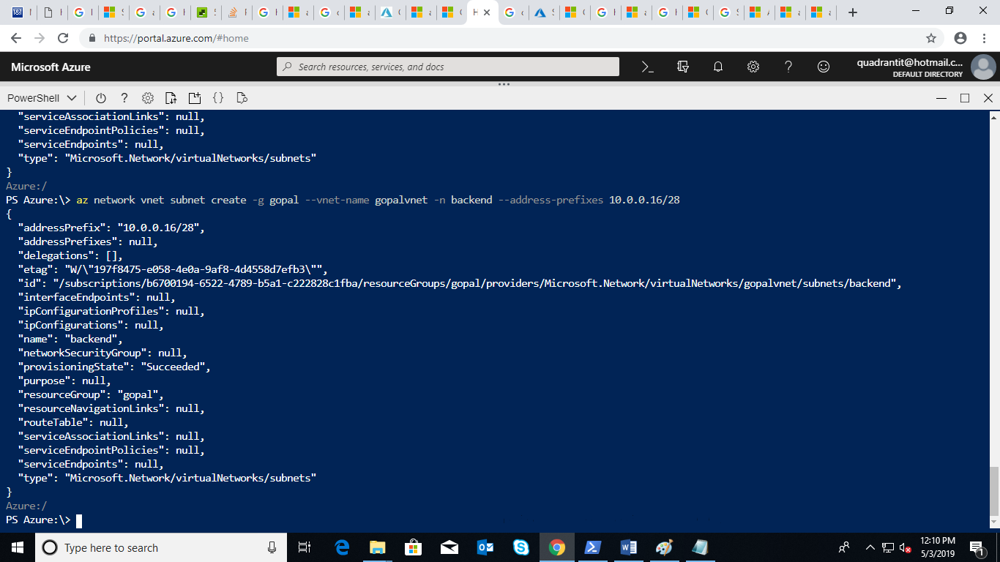 https://portal.azure.com/#home
Microsoft Azure
Search resources, services, and docs
quadrantit@hotmail.c...
DEFAULT DIRECTORY
PowerShell
"serviceAssociationLinks": null,
"serviceEndpointPolicies": null,
"serviceEndpoints": null,
"type": "Microsoft.Network/virtualNetworks/subnets"
}
Azure:/
PS Azure:\> az network vnet subnet create -g gopal --vnet-name gopalvnet -n backend --address-prefixes 10.0.0.16/28
{
"addressPrefix": "10.0.0.16/28",
"addressPrefixes": null,
"delegations": [],
"etag": "W/\"197f8475-e058-4e0a-9af8-4d4558d7efb3\"",
"id": "/subscriptions/b6700194-6522-4789-b5a1-c222828c1fba/resourceGroups/gopal/providers/Microsoft.Network/virtualNetworks/gopalvnet/subnets/backend",
"interfaceEndpoints": null,
"ipConfigurationProfiles": null,
"ipConfigurations": null,
"name": "backend",
"networkSecurityGroup": null,
"provisioningState": "Succeeded",
"purpose": null,
"resourceGroup": "gopal",
"resourceNavigationLinks": null,
"routeTable": null,
"serviceAssociationLinks": null,
"serviceEndpointPolicies": null,
"serviceEndpoints": null,
"type": "Microsoft.Network/virtualNetworks/subnets"
}
Azure:/
PS Azure:\>
Type here to search
12:10 PM
5/3/2019
1